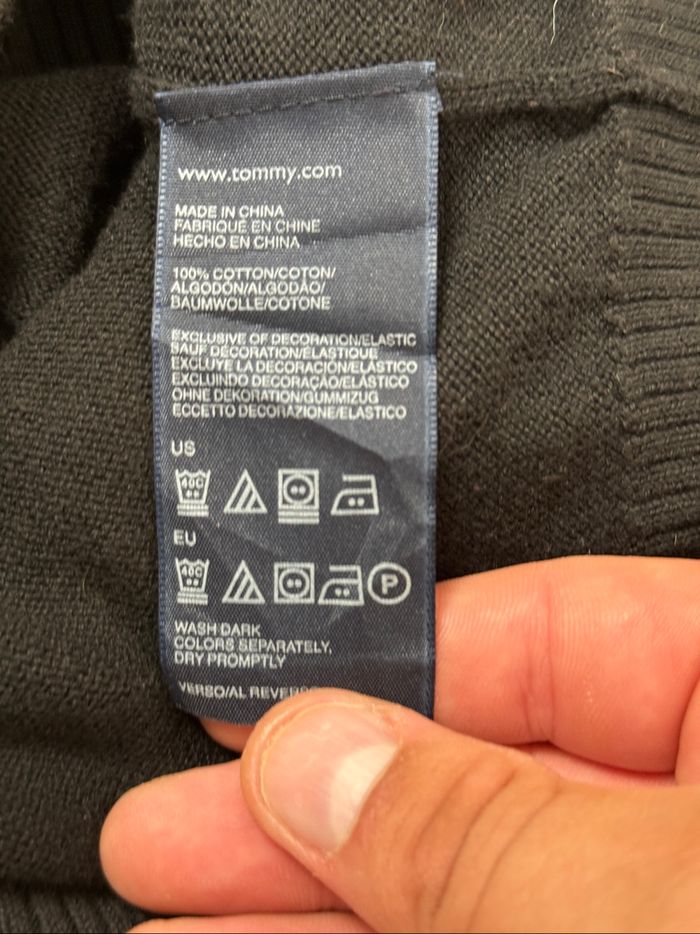 www.tommy.com
MADE IN CHINA
FABRIQUÉ EN CHINE
HECHO EN CHINA
100% COTTON/COTON/
ALGODÓN/ALGODÃO/
BAUMWOLLE/COTONE
EXCLUSIVE OF DECORATION/ELASTIC
SAUF DÉCORATION/ÉLASTIQUE
EXCLUYE LA DECORACIÓN/ELÁSTICO
EXCLUINDO DECORAÇÃO/ELÁSTICO
OHNE DEKORATION/GUMMIZUG
ECCETTO DECORAZIONE/ELASTICO
US
40C
EU
40C P
WASH DARK
COLORS SEPARATELY,
DRY PROMPTLY
VERSO/AL